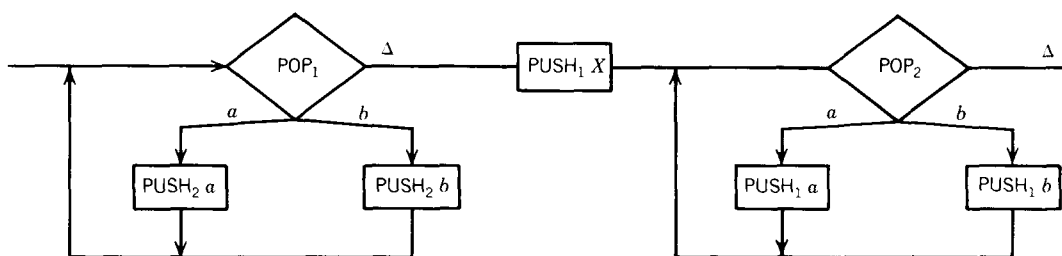 POP₁
Δ
PUSH₁ X
POP₂
Δ
a
b
a
b
PUSH₂ a
PUSH₂ b
PUSH₁ a
PUSH₁ b